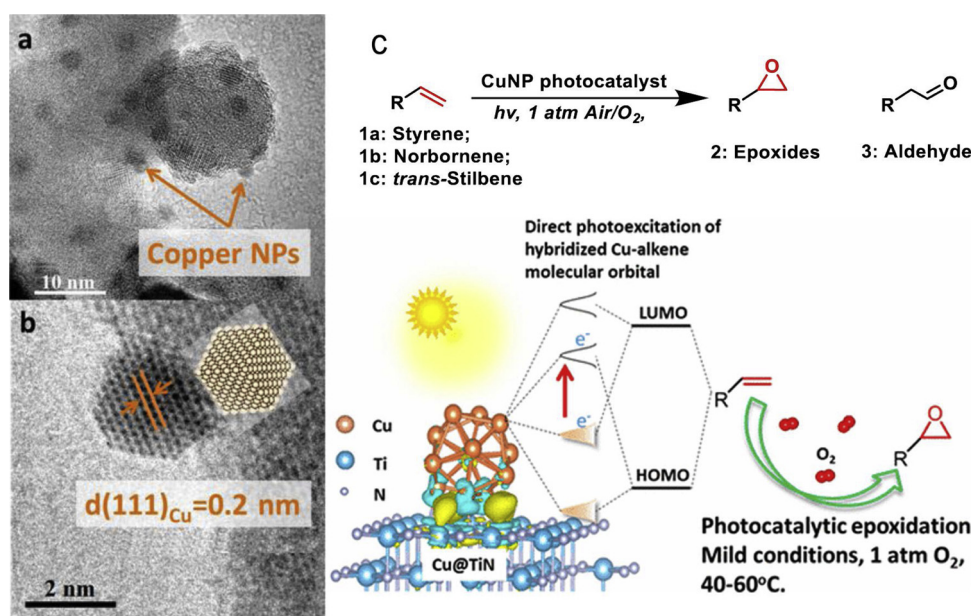 a
Copper NPs
10 nm
b
d(111)Cu=0.2 nm
2 nm
C
R
CuNP photocatalyst
hv, 1 atm Air/O2,
R
O
R
O
1a: Styrene;
1b: Norbornene;
1c: trans-Stilbene
2: Epoxides
3: Aldehyde
Direct photoexcitation of
hybridized Cu-alkene
molecular orbital
LUMO
e-
e-
HOMO
Cu
Ti
N
Cu@TiN
R
O2
O
R
Photocatalytic epoxidation
Mild conditions, 1 atm O2,
40-60°C.